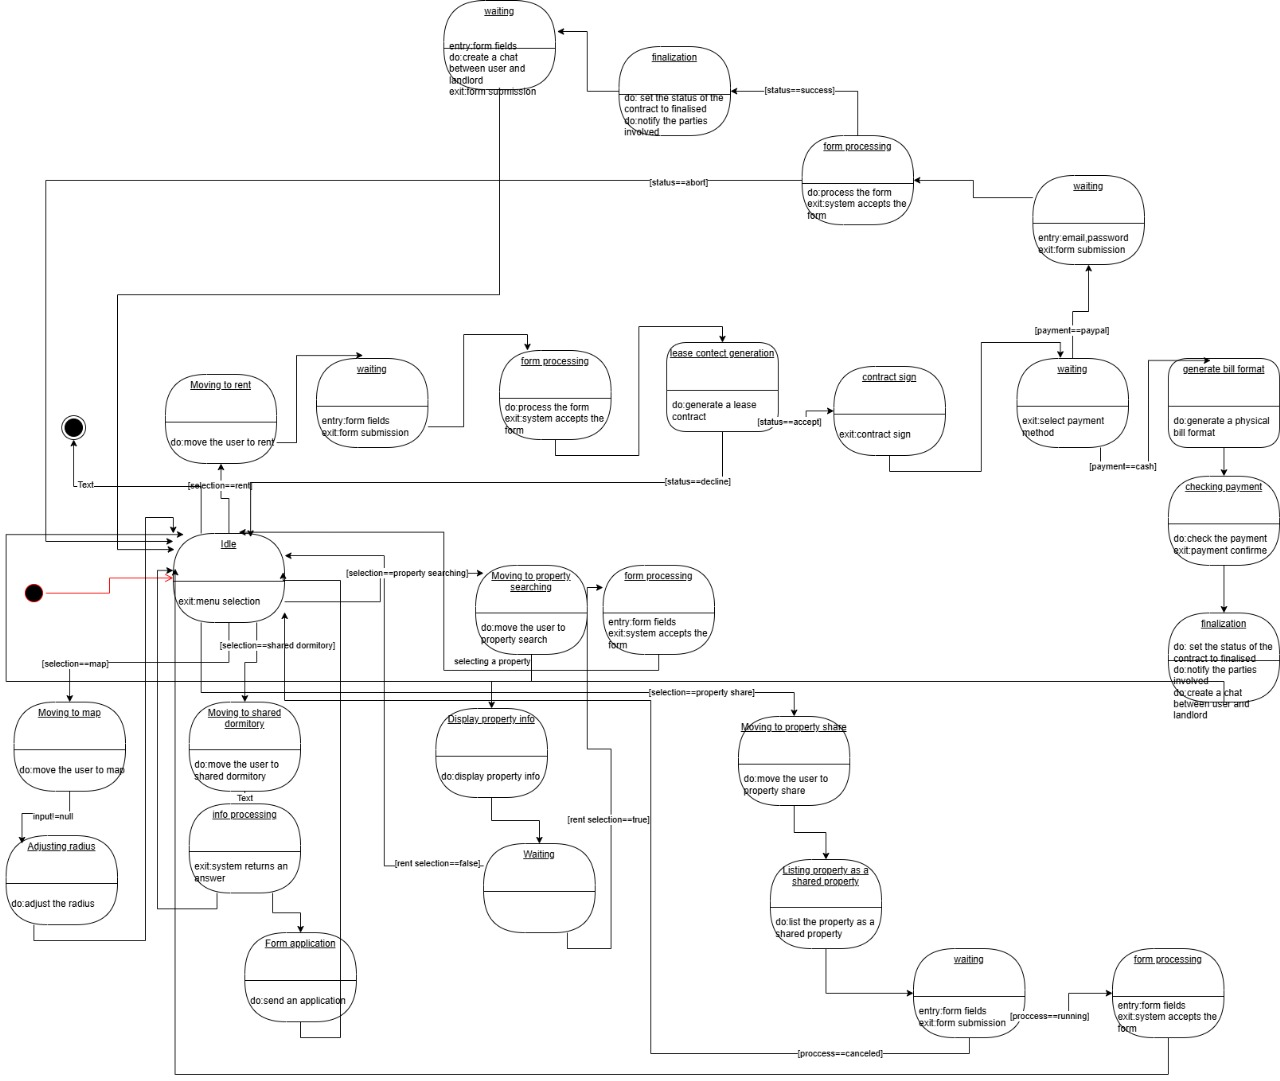 waiting
entry:form fields
do:create a chat
between user and
landlord
exit:form submission
finalization
do: set the status of the
contract to finalised
do:notify the parties
involved
[status==success]
form processing
do:process the form
exit:system accepts the
form
[status==abort]
waiting
entry:email,password
exit:form submission
[payment==paypal]
Moving to rent
do:move the user to rent
waiting
entry:form fields
exit:form submission
form processing
do:process the form
exit:system accepts the
form
lease contect generation
do:generate a lease
contract
[status==accept]
contract sign
exit:contract sign
waiting
exit:select payment
method
[payment==cash]
generate bill format
do:generate a physical
bill format
Text
[selection==rent]
[status==decline]
checking payment
do:check the payment
exit:payment confirme
Idle
exit:menu selection
[selection==property searching]
Moving to property
searching
do:move the user to
property search
form processing
entry:form fields
exit:system accepts the
form
finalization
do: set the status of the
contract to finalised
do:notify the parties
involved
do:create a chat
between user and
landlord
[selection==shared dormitory]
[selection==map]
selecting a property
[selection==property share]
Moving to map
do:move the user to map
Moving to shared
dormitory
do:move the user to
shared dormitory
Display property info
do:display property info
Moving to property share
do:move the user to
property share
Text
input!=null
info processing
exit:system returns an
answer
[rent selection==true]
Adjusting radius
do:adjust the radius
[rent selection==false]
Waiting
Listing property as a
shared property
do:list the property as a
shared property
Form application
do:send an application
waiting
entry:form fields
exit:form submission
[proccess==running]
form processing
entry:form fields
exit:system accepts the
form
[proccess==canceled]